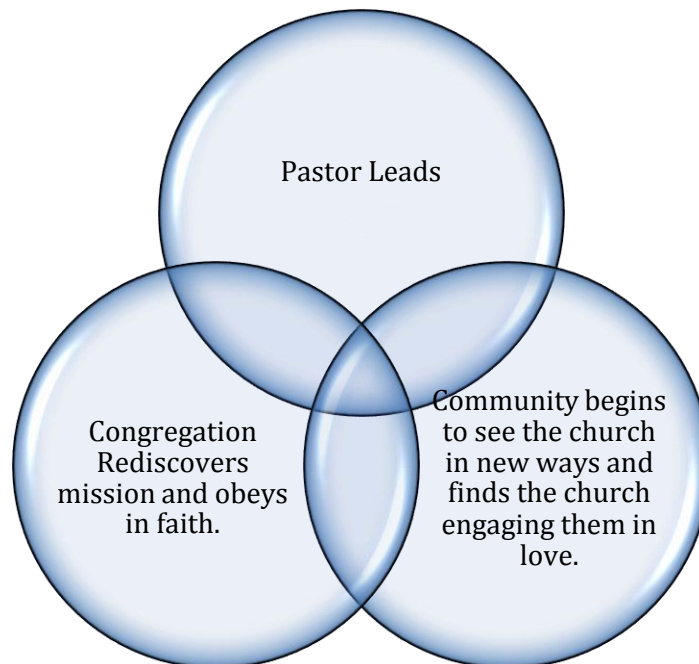 Pastor Leads
Congregation
Rediscovers
mission and obeys
in faith.
Community begins
to see the church
in new ways and
finds the church
engaging them in
love.